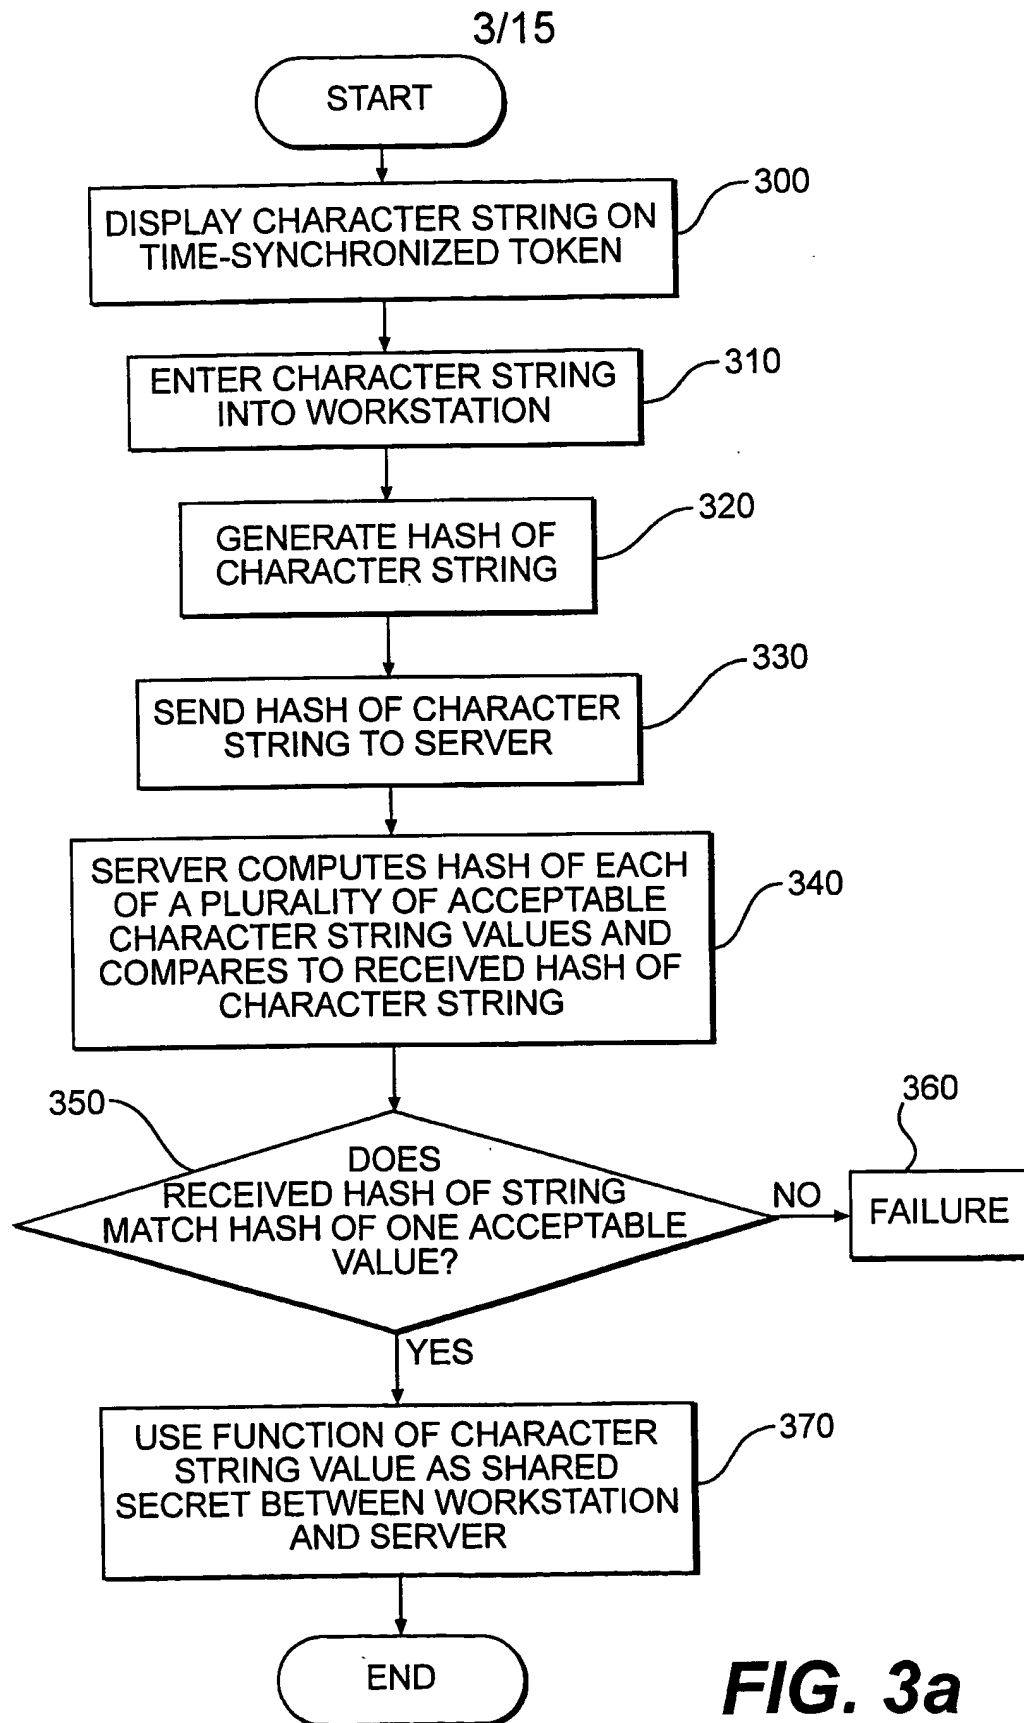 3/15
START
300
DISPLAY CHARACTER STRING ON
TIME-SYNCHRONIZED TOKEN
310
ENTER CHARACTER STRING
INTO WORKSTATION
320
GENERATE HASH OF
CHARACTER STRING
330
SEND HASH OF CHARACTER
STRING TO SERVER
340
SERVER COMPUTES HASH OF EACH
OF A PLURALITY OF ACCEPTABLE
CHARACTER STRING VALUES AND
COMPARES TO RECEIVED HASH OF
CHARACTER STRING
350
DOES
RECEIVED HASH OF STRING
MATCH HASH OF ONE ACCEPTABLE
VALUE?
NO
360
FAILURE
YES
370
USE FUNCTION OF CHARACTER
STRING VALUE AS SHARED
SECRET BETWEEN WORKSTATION
AND SERVER
END
FIG. 3a